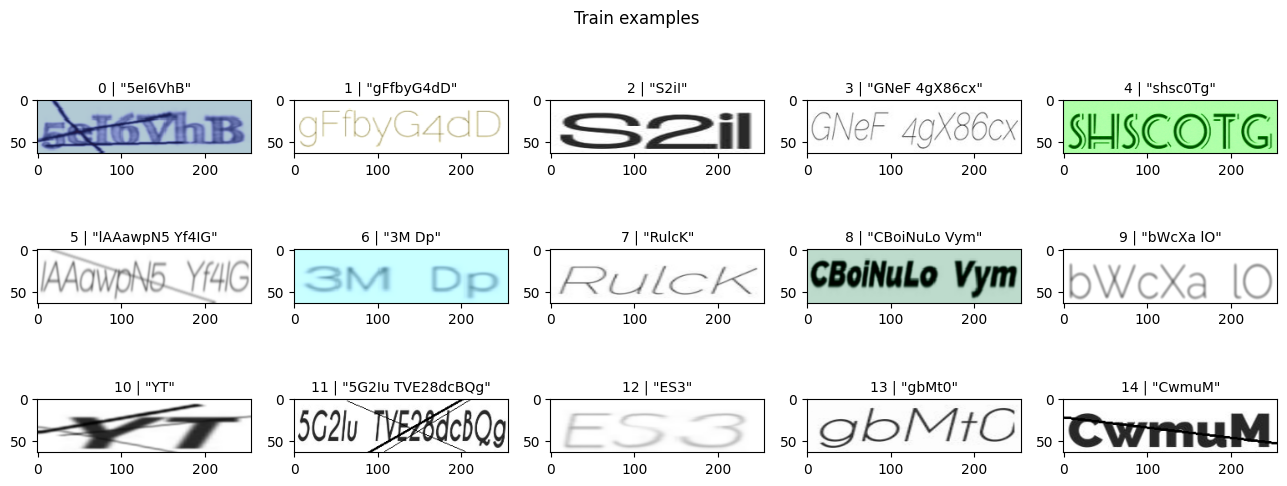 Train examples
0 | "5eI6VhB"
1 | "gFfbyG4dD"
2 | "S2iI"
3 | "GNeF 4gX86cx"
4 | "shsc0Tg"
5eI6VhB
gFfbyG4dD
S2iI
GNeF 4gX86cx
SHSCOTG
0
50
0
50
0
50
0
50
0
50
0 100 200
0 100 200
0 100 200
0 100 200
0 100 200
5 | "lAAawpN5 Yf4IG"
6 | "3M Dp"
7 | "RulcK"
8 | "CBoiNuLo Vym"
9 | "bWcXa lO"
lAAawpN5 Yf4IG
3M Dp
RulcK
CBoiNuLo Vym
bWcXa lO
0
50
0
50
0
50
0
50
0
50
0 100 200
0 100 200
0 100 200
0 100 200
0 100 200
10 | "YT"
11 | "5G2Iu TVE28dcBQg"
12 | "ES3"
13 | "gbMt0"
14 | "CwmuM"
YT
5G2Iu TVE28dcBQg
ES3
gbMt0
CwmuM
0
50
0
50
0
50
0
50
0
50
0 100 200
0 100 200
0 100 200
0 100 200
0 100 200